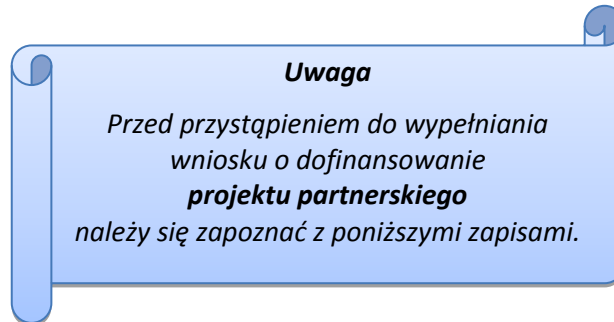 Uwaga
Przed przystąpieniem do wypełniania
wniosku o dofinansowanie
projektu partnerskiego
należy się zapoznać z poniższymi zapisami.